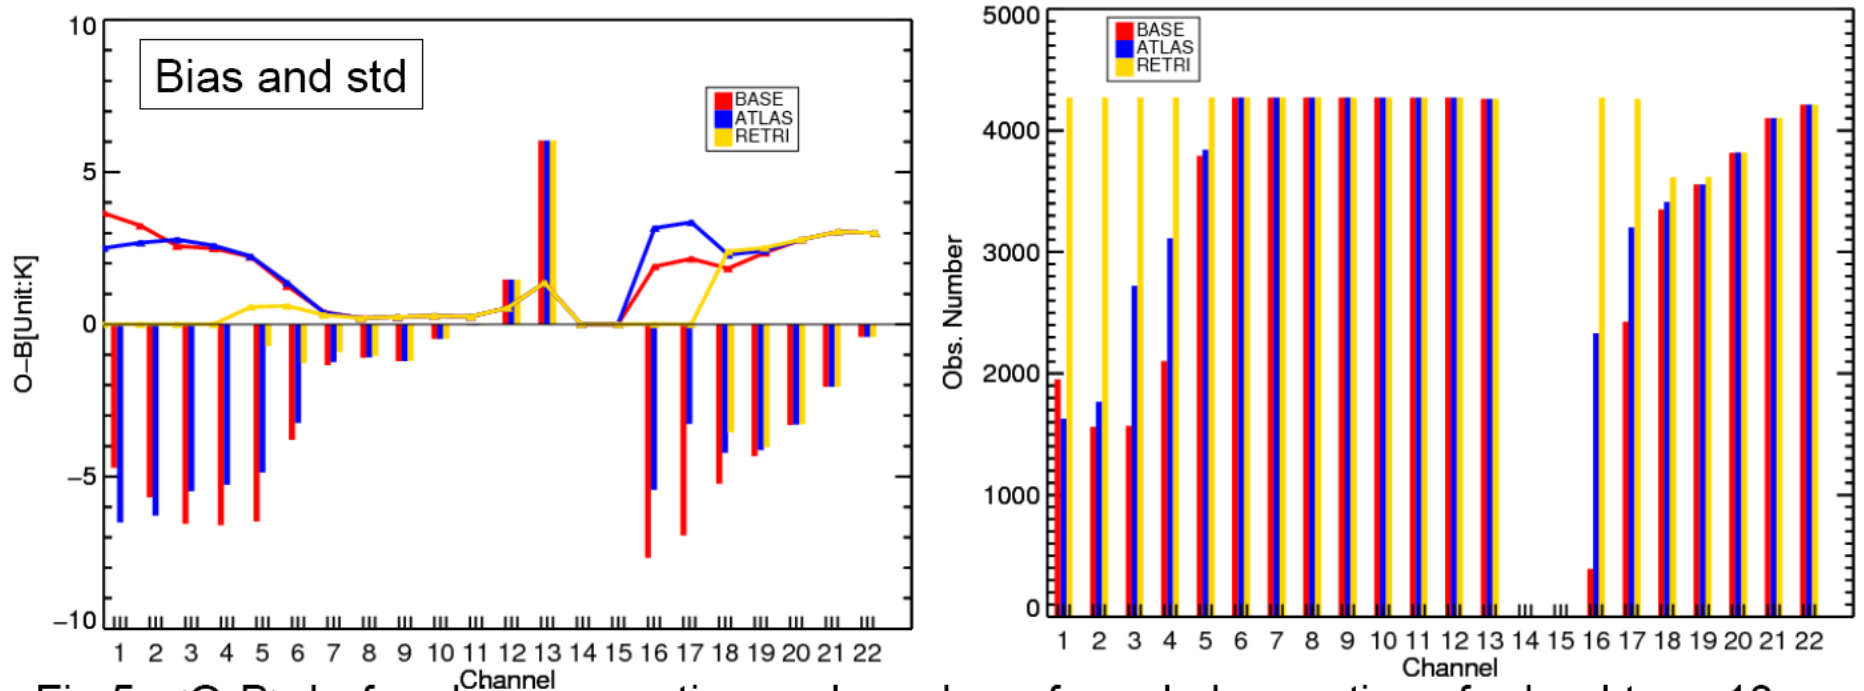 Bias and std
BASE
ATLAS
RETRI
O−B[Unit:K]
10
5
0
−5
−10
1 2 3 4 5 6 7 8 9 10 11 12 13 14 15 16 17 18 19 20 21 22
Channel
BASE
ATLAS
RETRI
Obs. Number
5000
4000
3000
2000
1000
0
1 2 3 4 5 6 7 8 9 10 11 12 13 14 15 16 17 18 19 20 21 22
Channel